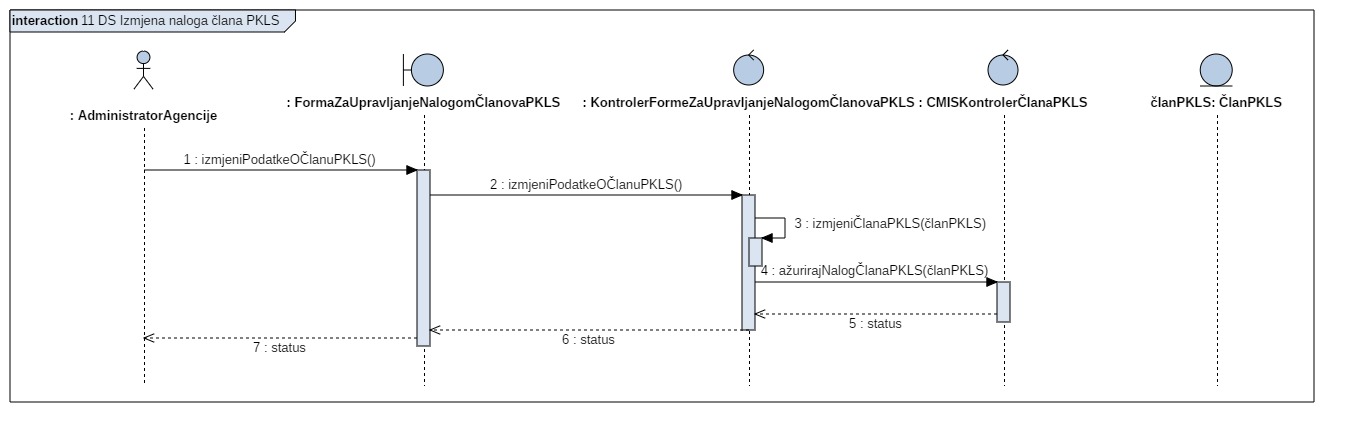 interaction 11 DS Izmjena naloga člana PKLS
: AdministratorAgencije
: FormaZaUpravljanjeNalogomČlanovaPKLS
: KontrolerFormeZaUpravljanjeNalogomČlanovaPKLS
: CMISKontrolerČlanaPKLS
članPKLS: ČlanPKLS
1 : izmjeniPodatkeOČlanuPKLS()
2 : izmjeniPodatkeOČlanuPKLS()
3 : izmjeniČlanaPKLS(članPKLS)
4 : ažurirajNalogČlanaPKLS(članPKLS)
5 : status
6 : status
7 : status